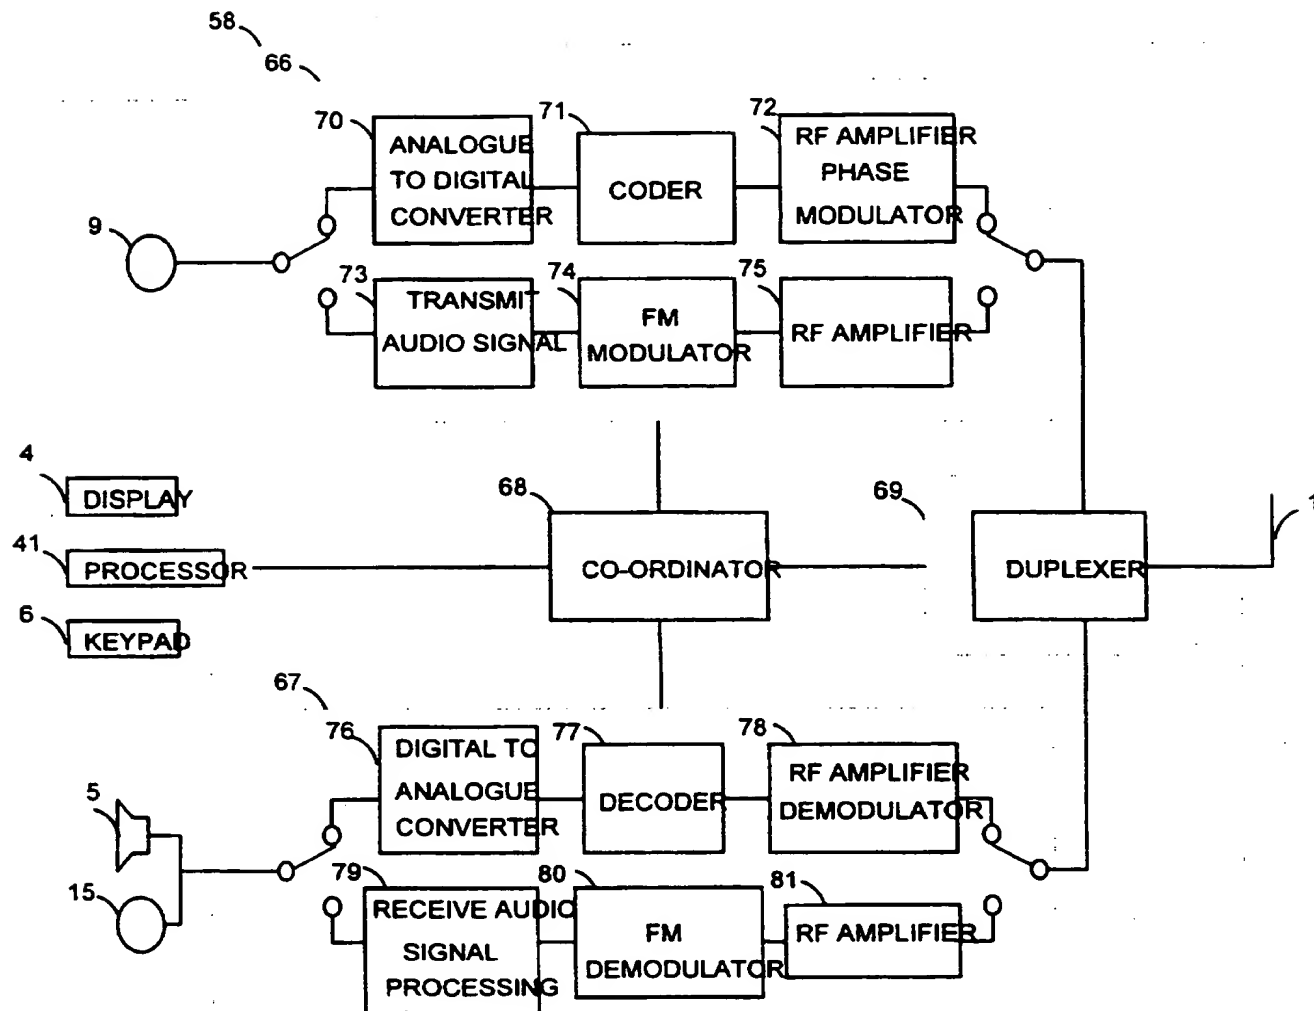 58
66
70
71
72
ANALOGUE
TO DIGITAL
CONVERTER
CODER
RF AMPLIFIER
PHASE
MODULATOR
9
73
74
75
TRANSMIT
AUDIO SIGNAL
FM
MODULATOR
RF AMPLIFIER
4
DISPLAY
41
PROCESSOR
6
KEYPAD
68
CO-ORDINATOR
69
DUPLEXER
67
76
77
78
DIGITAL TO
ANALOGUE
CONVERTER
DECODER
RF AMPLIFIER
DEMODULATOR
5
15
79
80
81
RECEIVE AUDIO
SIGNAL
PROCESSING
FM
DEMODULATOR
RF AMPLIFIER